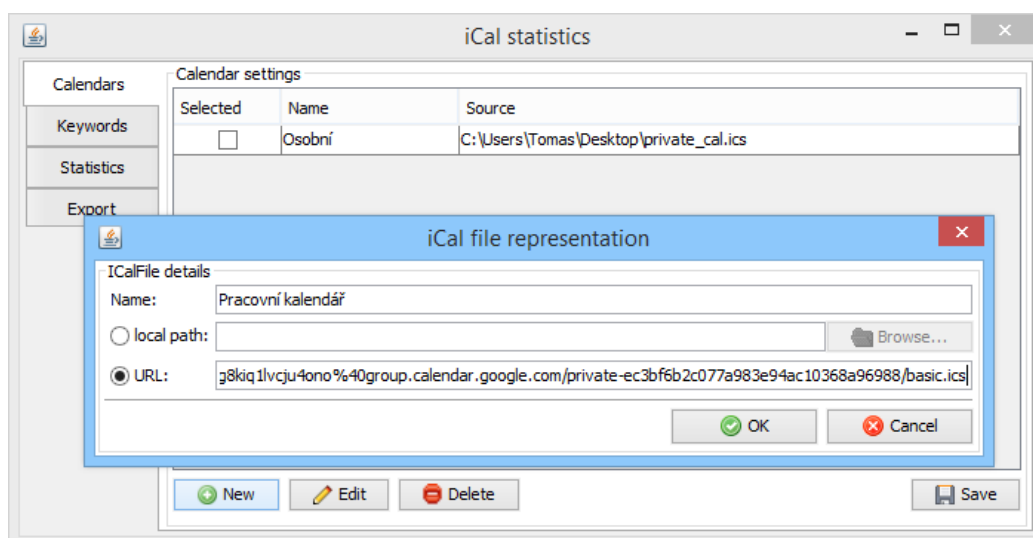 iCal statistics
Calendars
Keywords
Statistics
Export
Calendar settings
Selected Name Source
Osobní C:\Users\Tomas\Desktop\private_cal.ics
iCal file representation
ICalFile details
Name: Pracovní kalendář
local path: Browse...
URL: g8kiq1lvcju4ono%40group.calendar.google.com/private-ec3bf6b2c077a983e94ac10368a96988/basic.ics
OK Cancel
New Edit Delete Save